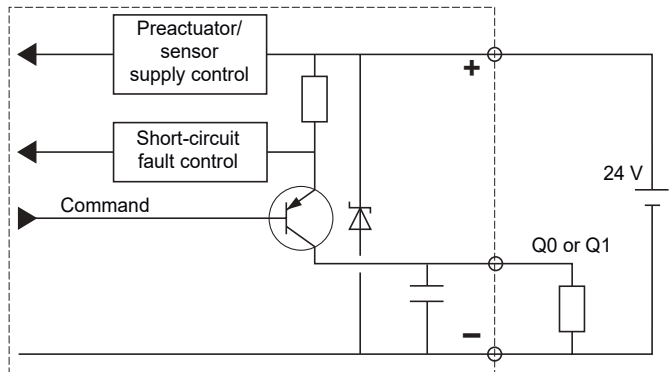 Preactuator/
sensor
supply control
+
Short-circuit
fault control
24 V
Command
Q0 or Q1
–